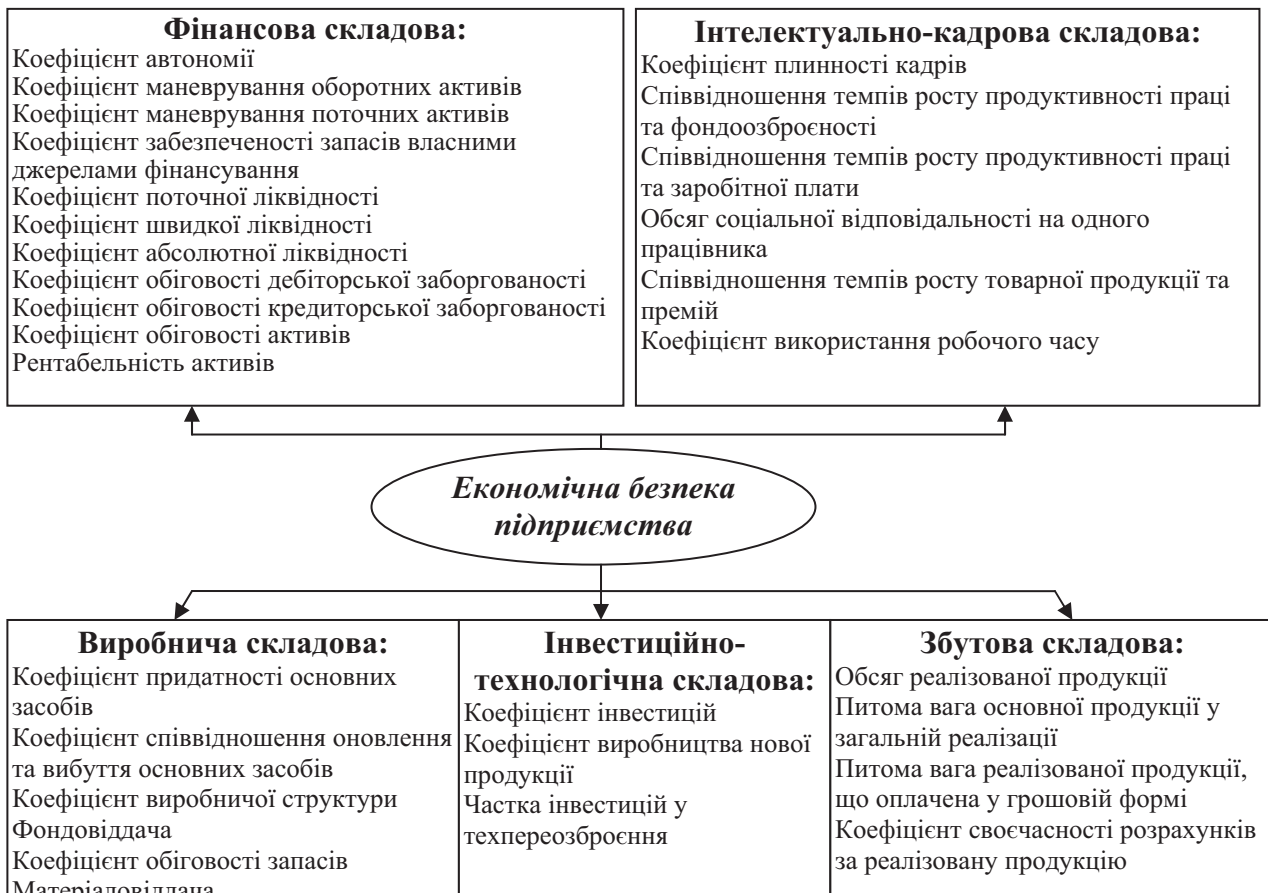 Фінансова складова:
Коефіцієнт автономії
Коефіцієнт маневрування оборотних активів
Коефіцієнт маневрування поточних активів
Коефіцієнт забезпеченості запасів власними
джерелами фінансування
Коефіцієнт поточної ліквідності
Коефіцієнт швидкої ліквідності
Коефіцієнт абсолютної ліквідності
Коефіцієнт обіговості дебіторської заборгованості
Коефіцієнт обіговості кредиторської заборгованості
Коефіцієнт обіговості активів
Рентабельність активів
Інтелектуально-кадрова складова:
Коефіцієнт плинності кадрів
Співвідношення темпів росту продуктивності праці
та фондоозброєності
Співвідношення темпів росту продуктивності праці
та заробітної плати
Обсяг соціальної відповідальності на одного
працівника
Співвідношення темпів росту товарної продукції та
премій
Коефіцієнт використання робочого часу
Економічна безпека
підприємства
Виробнича складова:
Коефіцієнт придатності основних
засобів
Коефіцієнт співвідношення оновлення
та вибуття основних засобів
Коефіцієнт виробничої структури
Фондовіддача
Коефіцієнт обіговості запасів
Матеріаловіддача
Інвестиційно-
технологічна складова:
Коефіцієнт інвестицій
Коефіцієнт виробництва нової
продукції
Частка інвестицій у
техпереозброєння
Збутова складова:
Обсяг реалізованої продукції
Питома вага основної продукції у
загальній реалізації
Питома вага реалізованої продукції,
що оплачена у грошовій формі
Коефіцієнт своєчасності розрахунків
за реалізовану продукцію